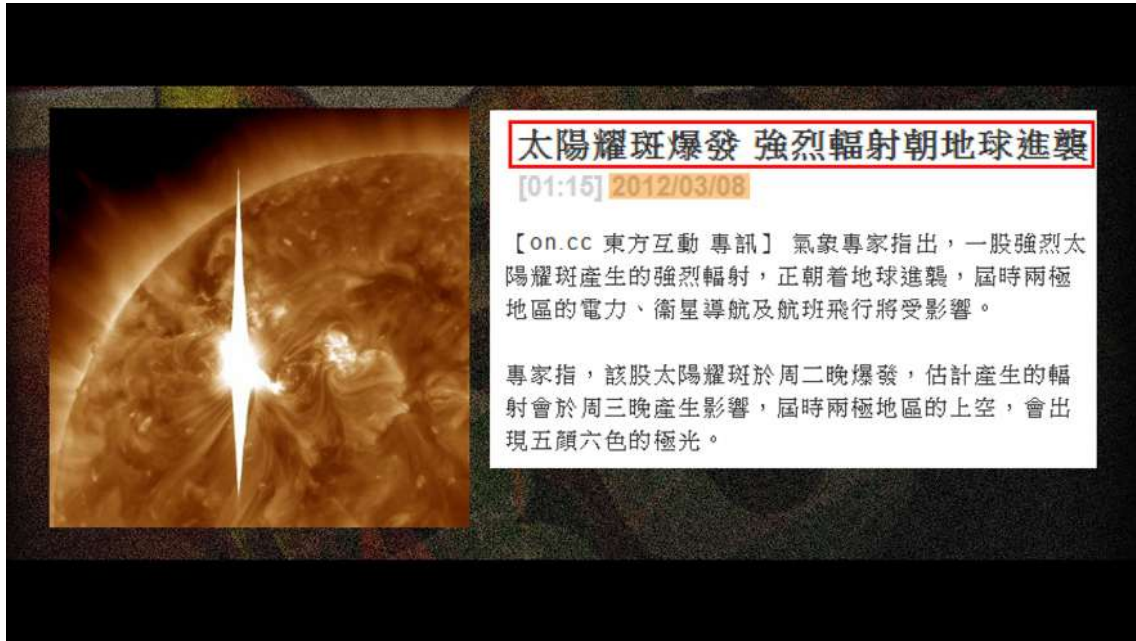 太陽耀斑爆發 強烈輻射朝地球進襲
[01:15] 2012/03/08
【on.cc 東方互動 專訊】 氣象專家指出，一股強烈太
陽耀斑產生的強烈輻射，正朝着地球進襲，屆時兩極
地區的電力、衞星導航及航班飛行將受影響。
專家指，該股太陽耀斑於周二晚爆發，估計產生的輻
射會於周三晚產生影響，屆時兩極地區的上空，會出
現五顏六色的極光。